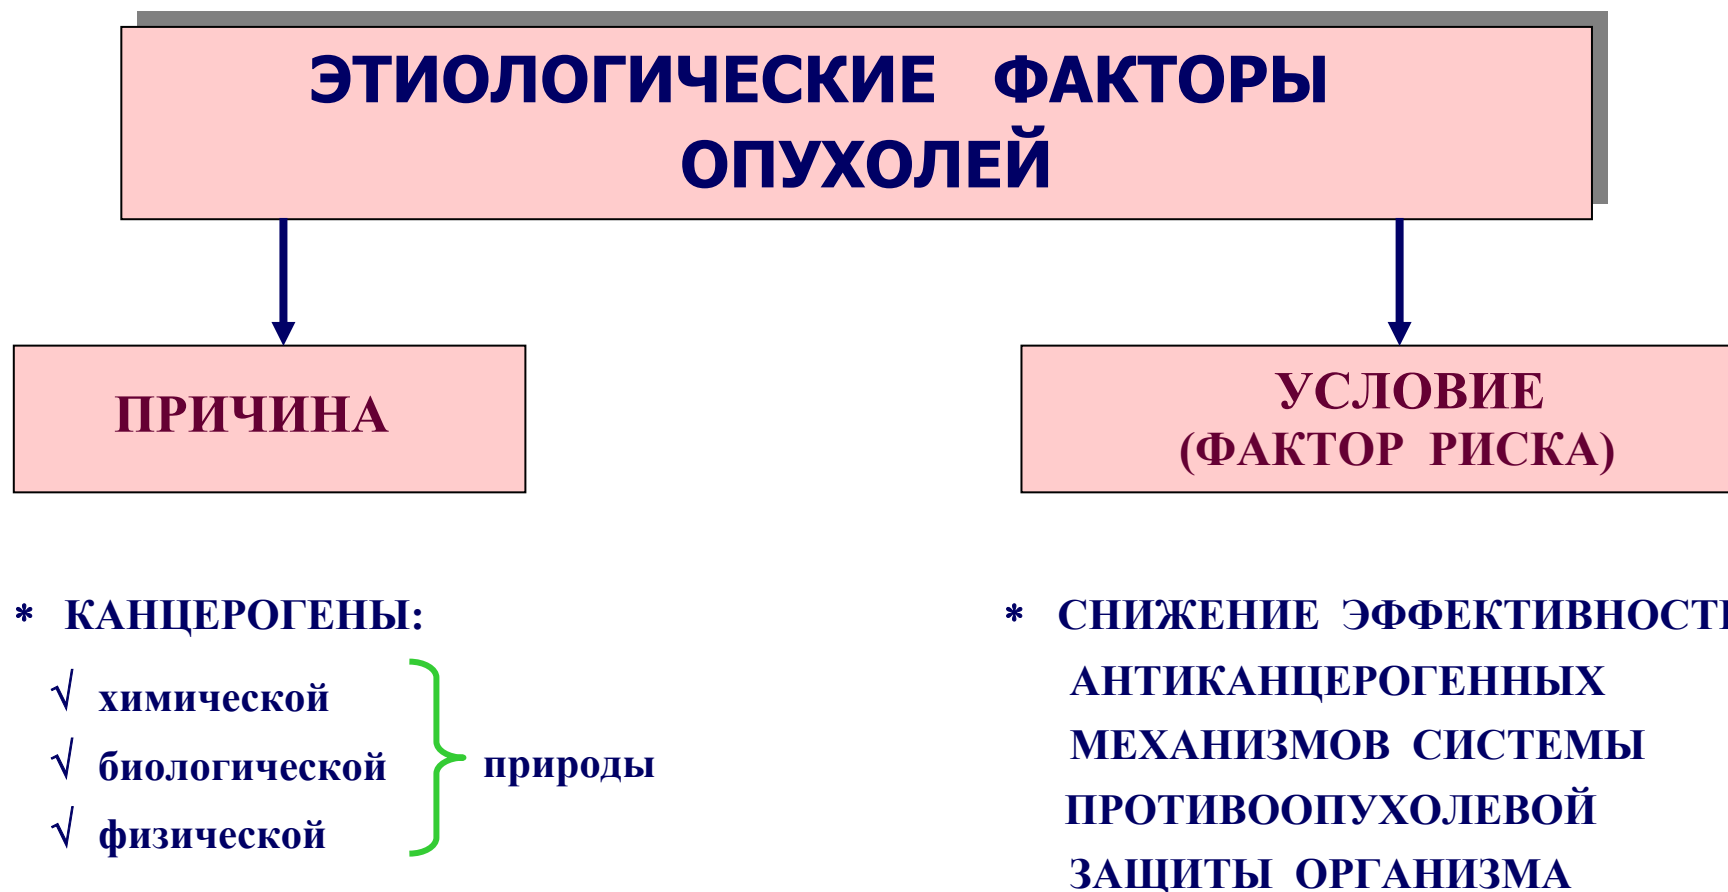 ЭТИОЛОГИЧЕСКИЕ ФАКТОРЫ
ОПУХОЛЕЙ
ПРИЧИНА
* КАНЦЕРОГЕНЫ:
√ химической
√ биологической
√ физической
природы
УСЛОВИЕ
(ФАКТОР РИСКА)
* СНИЖЕНИЕ ЭФФЕКТИВНОСТИ
АНТИКАНЦЕРОГЕННЫХ
МЕХАНИЗМОВ СИСТЕМЫ
ПРОТИВООПУХОЛЕВОЙ
ЗАЩИТЫ ОРГАНИЗМА